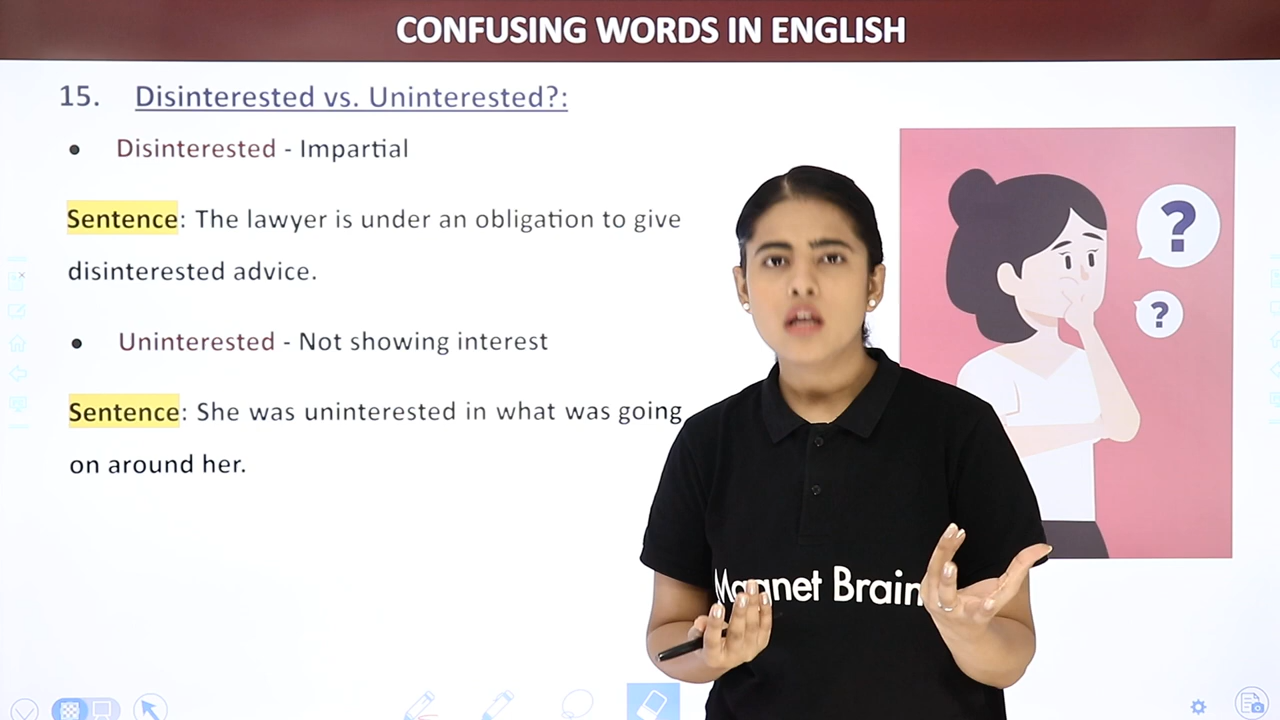 CONFUSING WORDS IN ENGLISH
15. Disinterested vs. Uninterested?:
• Disinterested - Impartial
Sentence: The lawyer is under an obligation to give
disinterested advice.
• Uninterested - Not showing interest
Sentence: She was uninterested in what was going
on around her.
?
?
Magnet Brain